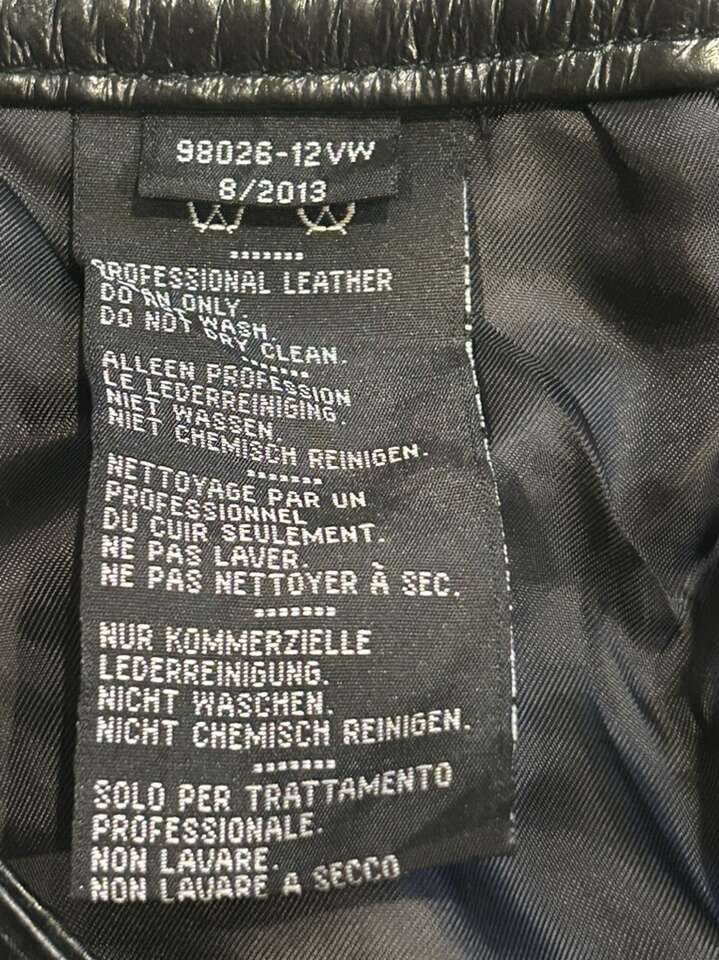 98026-12VW
8/2013
PROFESSIONAL LEATHER
ONLY.
DO NOT WASH.
DO NOT DRY CLEAN.
ALLEEN PROFESSION
LE LEDERREINIGING.
NIET WASSEN.
NIET CHEMISCH REINIGEN.
NETTOYAGE PAR UN
PROFESSIONNEL
DU CUIR SEULEMENT.
NE PAS LAVER.
NE PAS NETTOYER À SEC.
NUR KOMMERZIELLE
LEDERREINIGUNG.
NICHT WASCHEN.
NICHT CHEMISCH REINIGEN.
SOLO PER TRATTAMENTO
PROFESSIONALE.
NON LAVARE.
NON LAVARE A SECCO